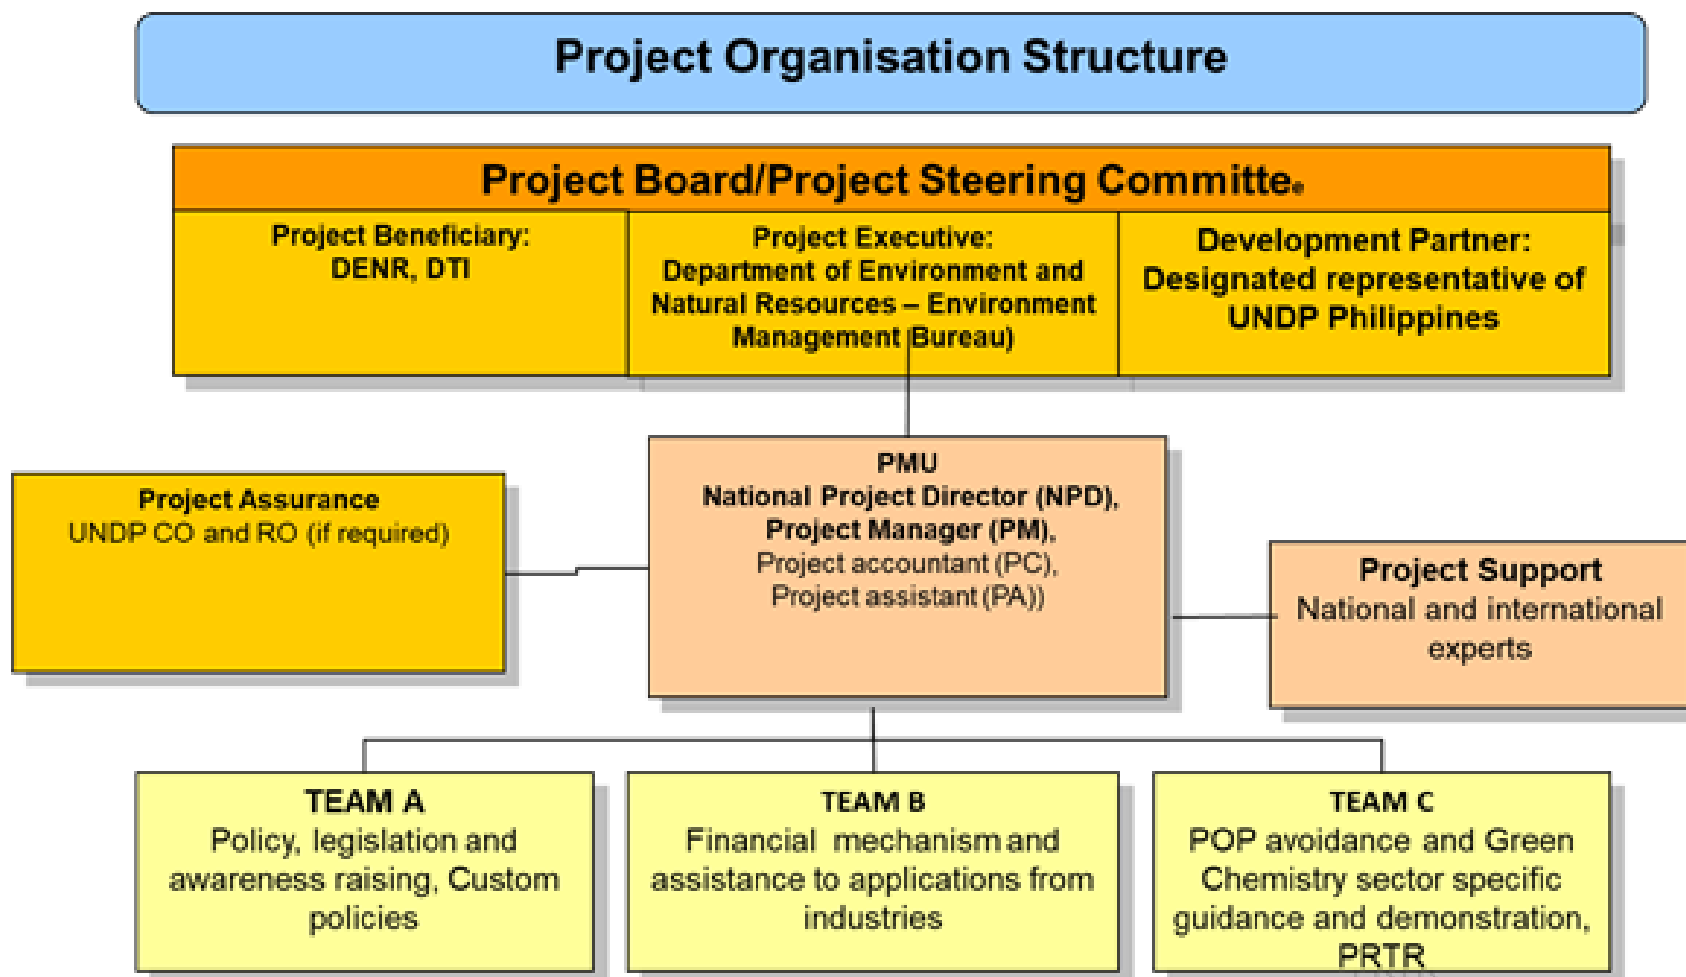 Project Organisation Structure
Project Board/Project Steering Committee
Project Beneficiary:
DENR, DTI
Project Executive:
Department of Environment and
Natural Resources – Environment
Management Bureau)
Development Partner:
Designated representative of
UNDP Philippines
Project Assurance
UNDP CO and RO (if required)
PMU
National Project Director (NPD),
Project Manager (PM),
Project accountant (PC),
Project assistant (PA))
Project Support
National and international
experts
TEAM A
Policy, legislation and
awareness raising, Custom
policies
TEAM B
Financial mechanism and
assistance to applications from
industries
TEAM C
POP avoidance and Green
Chemistry sector specific
guidance and demonstration,
PRTR